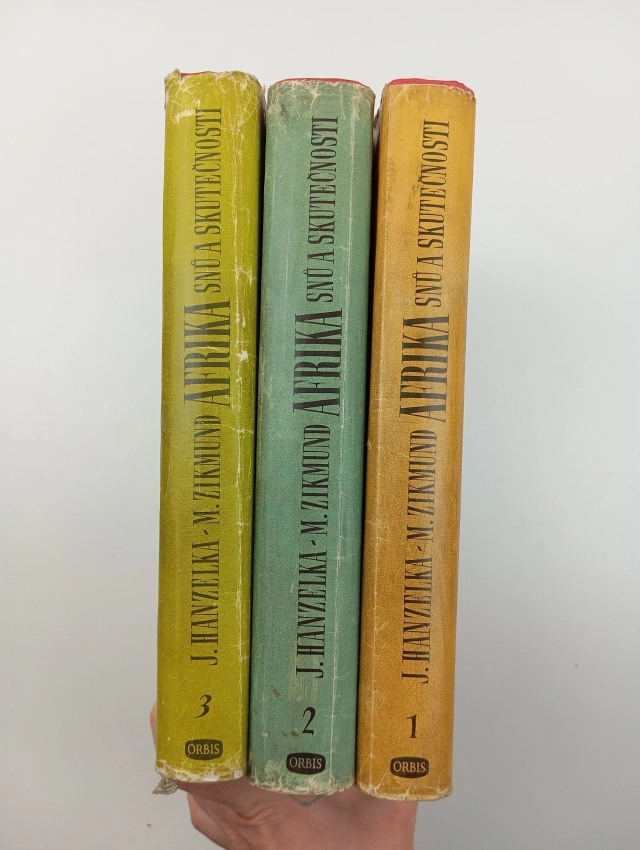 J. HANZELKA - M. ZIKMUND AFRIKA SNŮ A SKUTEČNOSTI
3
ORBIS
J. HANZELKA - M. ZIKMUND AFRIKA SNŮ A SKUTEČNOSTI
2
ORBIS
J. HANZELKA - M. ZIKMUND AFRIKA SNŮ A SKUTEČNOSTI
1
ORBIS